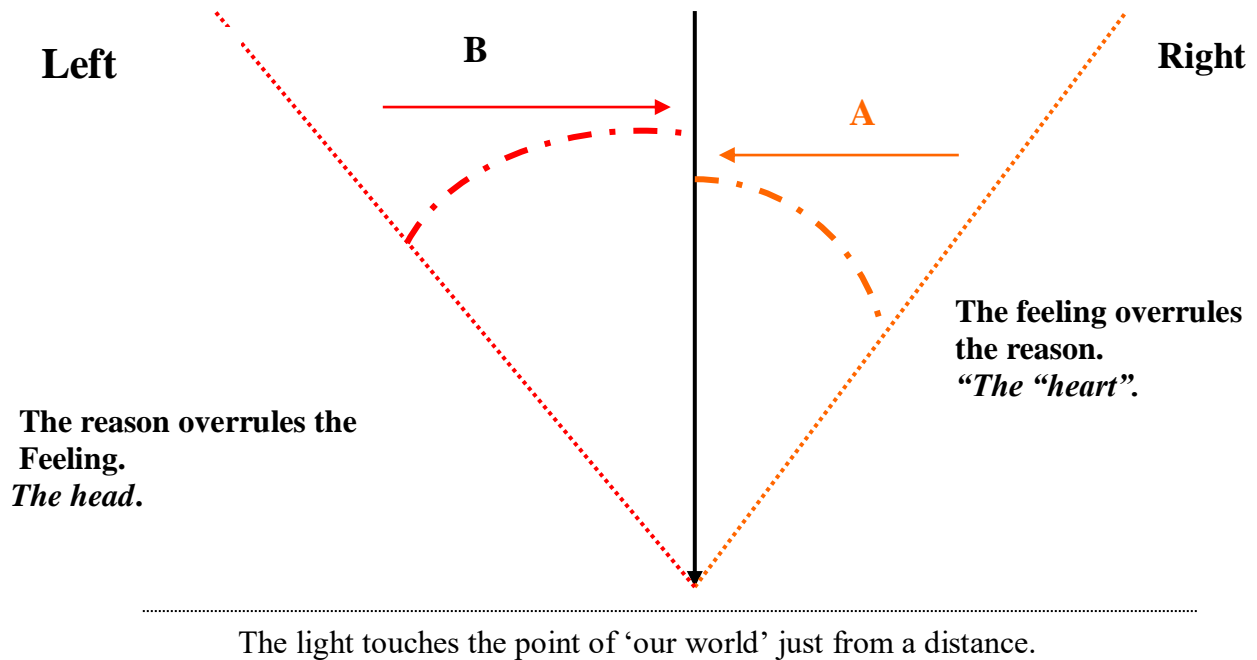 Left
B
Right
A
The feeling overrules
the reason.
“The “heart”.
The reason overrules the
Feeling.
The head.
The light touches the point of ‘our world’ just from a distance.